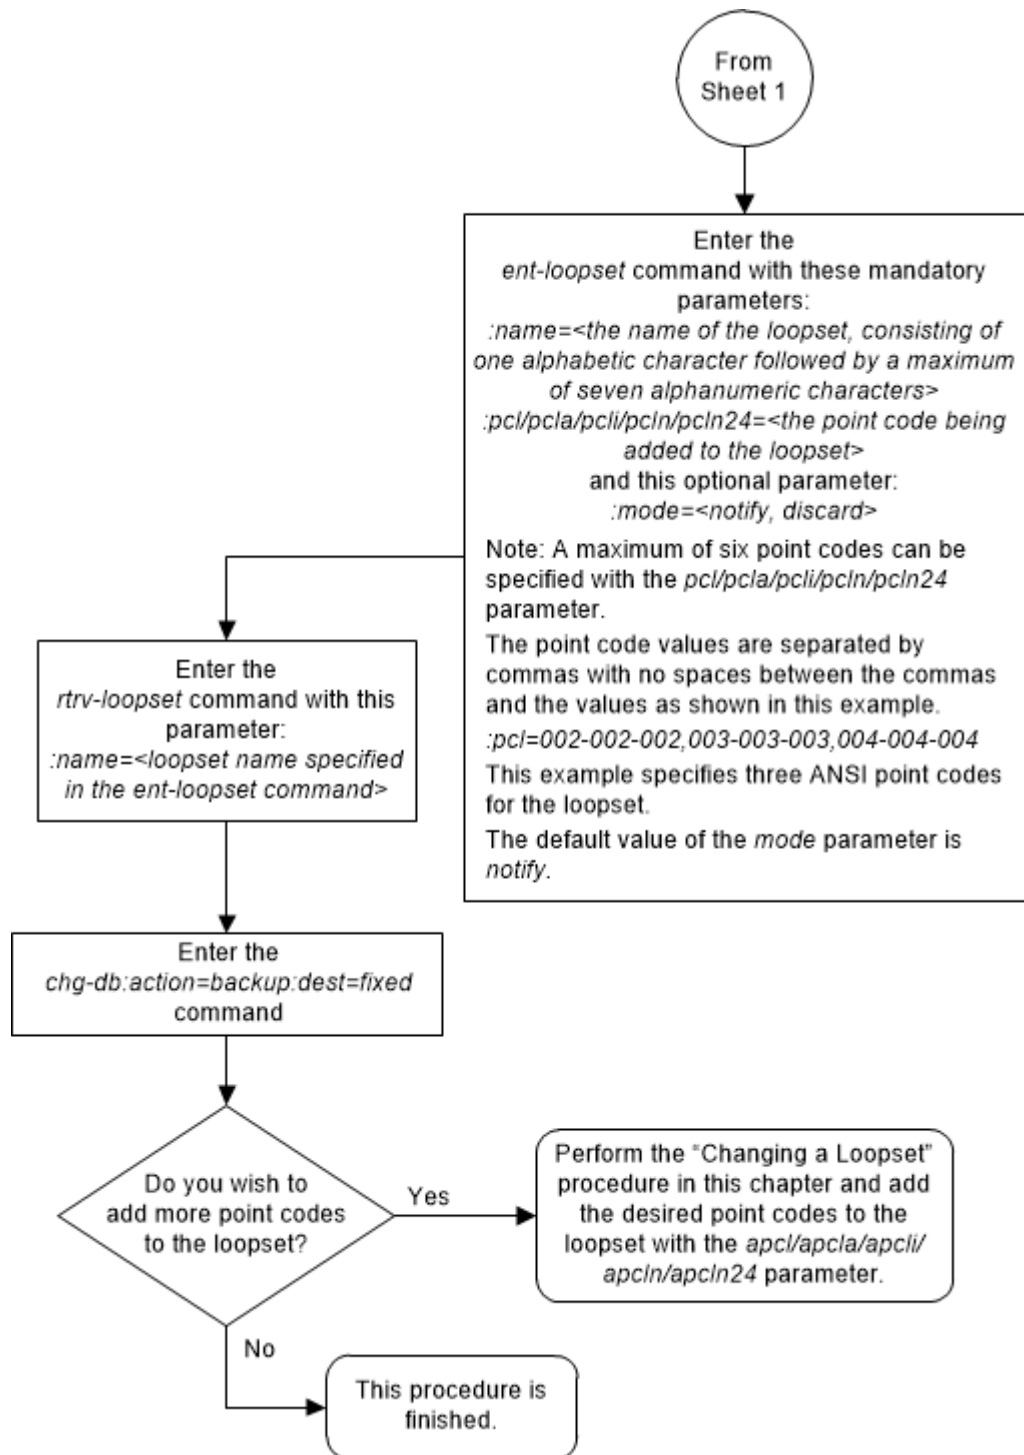 From
Sheet 1
Enter the
ent-loopset command with these mandatory
parameters:
:name=<the name of the loopset, consisting of
one alphabetic character followed by a maximum
of seven alphanumeric characters>
:pcl/pcla/pcli/pcln/pcln24=<the point code being
added to the loopset>
and this optional parameter:
:mode=<notify, discard>
Note: A maximum of six point codes can be
specified with the pcl/pcla/pcli/pcln/pcln24
parameter.
The point code values are separated by
commas with no spaces between the commas
and the values as shown in this example.
:pcl=002-002-002,003-003-003,004-004-004
This example specifies three ANSI point codes
for the loopset.
The default value of the mode parameter is
notify.
Enter the
rtrv-loopset command with this
parameter:
:name=<loopset name specified
in the ent-loopset command>
Enter the
chg-db:action=backup:dest=fixed
command
Do you wish to
add more point codes
to the loopset?
Yes
Perform the “Changing a Loopset”
procedure in this chapter and add
the desired point codes to the
loopset with the apcl/apcla/apcli/
apcln/apcln24 parameter.
No
This procedure is
finished.